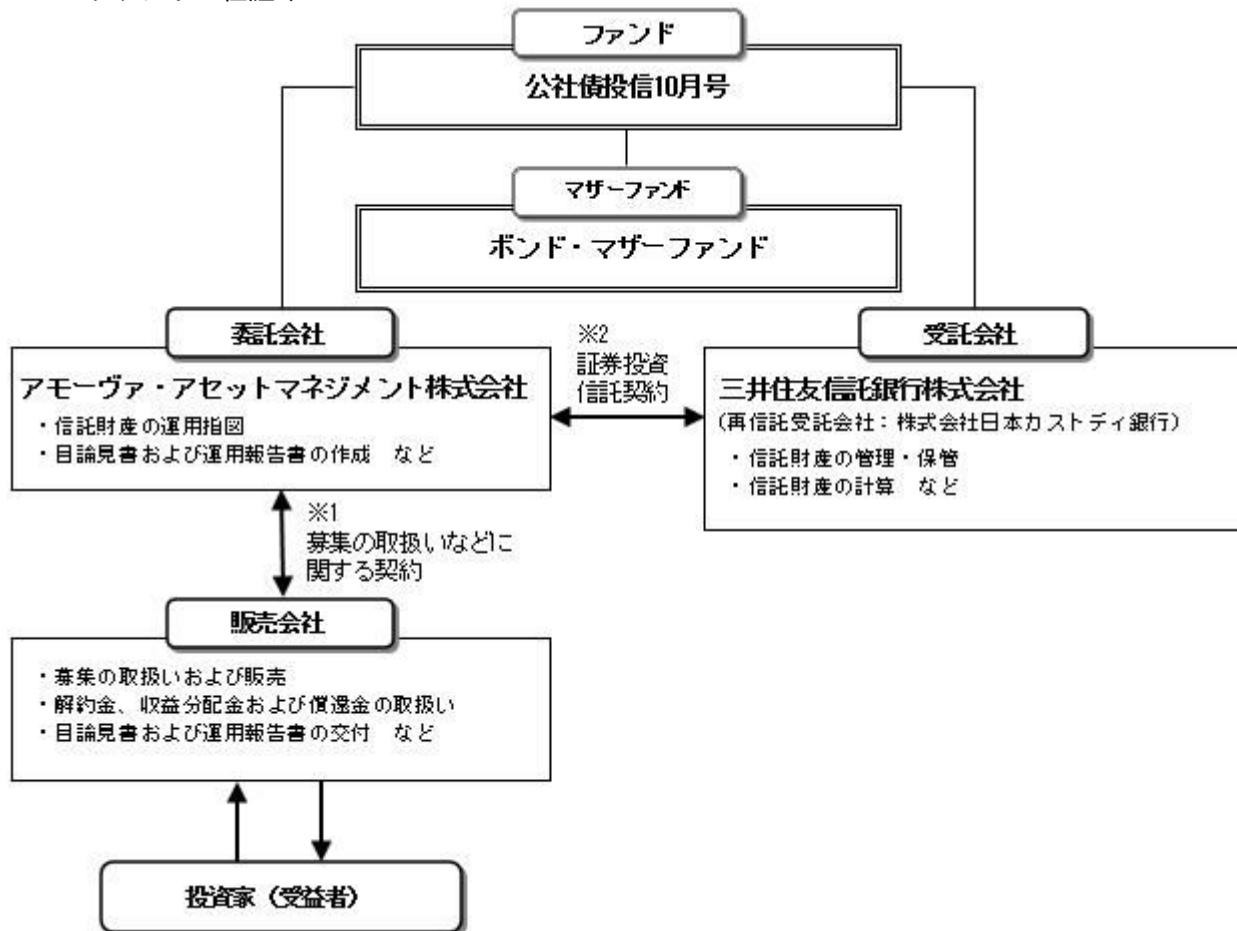 ファンド
公社債投信10月号
マザーファンド
ボンド・マザーファンド
委託会社
アモーヴァ・アセットマネジメント株式会社
・信託財産の運用指図
・目論見書および運用報告書の作成 など
※2
証券投資
信託契約
受託会社
三井住友信託銀行株式会社
(再信託受託会社：株式会社日本カストディ銀行)
・信託財産の管理・保管
・信託財産の計算 など
※1
募集の取扱いなどに
関する契約
販売会社
・募集の取扱いおよび販売
・解約金、収益分配金および償還金の取扱い
・目論見書および運用報告書の交付 など
投資家（受益者）